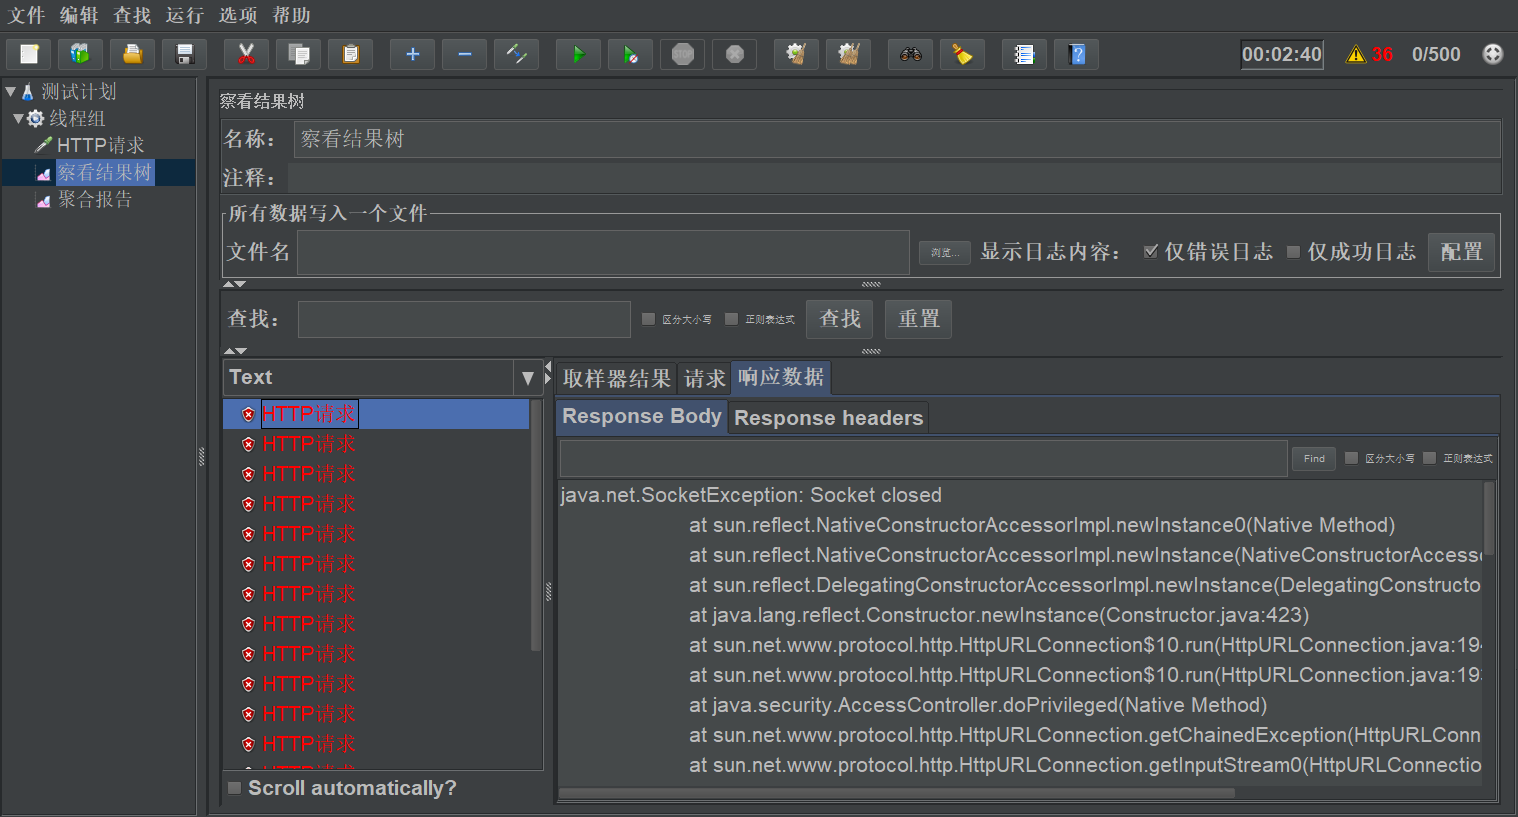 文件 编辑 查找 运行 选项 帮助
STOP
00:02:40 36 0/500
测试计划
线程组
HTTP请求
察看结果树
聚合报告
察看结果树
名称： 察看结果树
注释：
所有数据写入一个文件
文件名 浏览... 显示日志内容： 仅错误日志 仅成功日志 配置
查找： 区分大小写 正则表达式 查找 重置
Text
HTTP请求
HTTP请求
HTTP请求
HTTP请求
HTTP请求
HTTP请求
HTTP请求
HTTP请求
HTTP请求
HTTP请求
HTTP请求
HTTP请求
HTTP请求
Scroll automatically?
取样器结果 请求 响应数据
Response Body Response headers
Find 区分大小写 正则表达式
java.net.SocketException: Socket closed
at sun.reflect.NativeConstructorAccessorImpl.newInstance0(Native Method)
at sun.reflect.NativeConstructorAccessorImpl.newInstance(NativeConstructorAccess
at sun.reflect.DelegatingConstructorAccessorImpl.newInstance(DelegatingConstructo
at java.lang.reflect.Constructor.newInstance(Constructor.java:423)
at sun.net.www.protocol.http.HttpURLConnection$10.run(HttpURLConnection.java:194
at sun.net.www.protocol.http.HttpURLConnection$10.run(HttpURLConnection.java:19
at java.security.AccessController.doPrivileged(Native Method)
at sun.net.www.protocol.http.HttpURLConnection.getChainedException(HttpURLConn
at sun.net.www.protocol.http.HttpURLConnection.getInputStream0(HttpURLConnectio